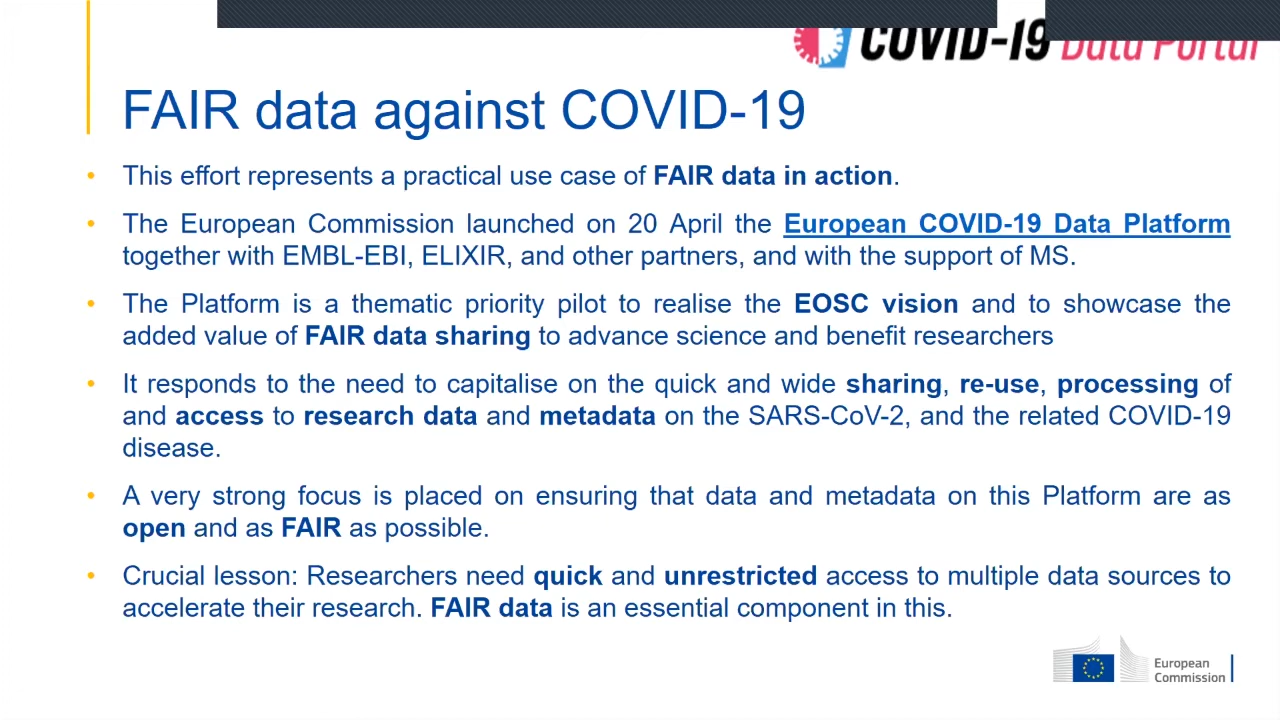 COVID-19 Data Portal
FAIR data against COVID-19
• This effort represents a practical use case of FAIR data in action.
• The European Commission launched on 20 April the European COVID-19 Data Platform
together with EMBL-EBI, ELIXIR, and other partners, and with the support of MS.
• The Platform is a thematic priority pilot to realise the EOSC vision and to showcase the
added value of FAIR data sharing to advance science and benefit researchers
• It responds to the need to capitalise on the quick and wide sharing, re-use, processing of
and access to research data and metadata on the SARS-CoV-2, and the related COVID-19
disease.
• A very strong focus is placed on ensuring that data and metadata on this Platform are as
open and as FAIR as possible.
• Crucial lesson: Researchers need quick and unrestricted access to multiple data sources to
accelerate their research. FAIR data is an essential component in this.
European
Commission